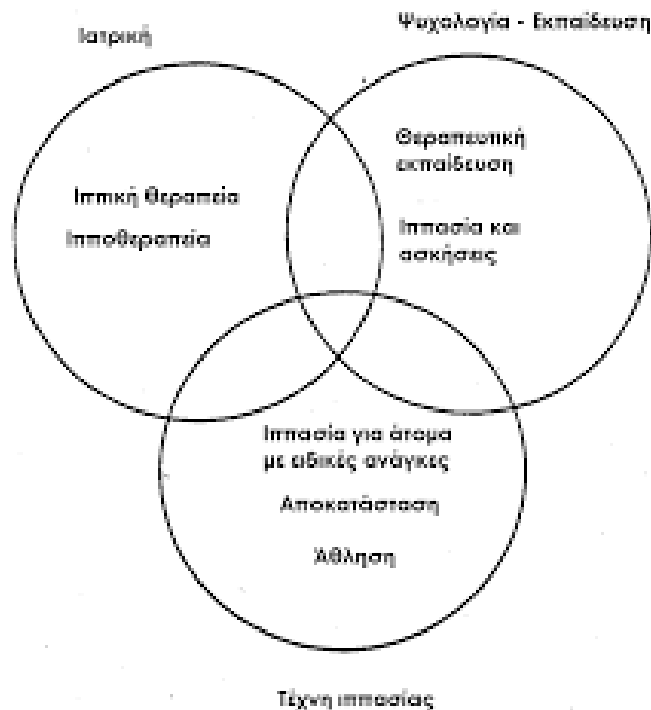 Ιατρική
Ψυχολογία - Εκπαίδευση
Θεραπευτική
εκπαίδευση
Ιππική θεραπεία
Ιπποθεραπεία
Ιππασία και
ασκήσεις
Ιππασία για άτομα
με ειδικές ανάγκες
Αποκατάσταση
Άθληση
Τέχνη ιππασίας